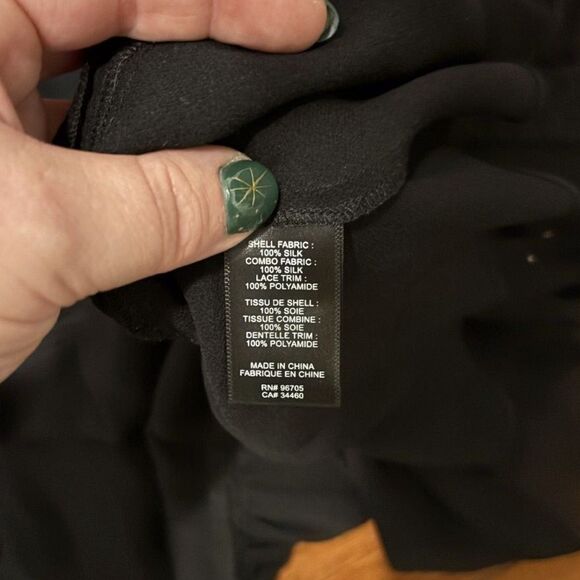 SHELL FABRIC :
100% SILK
COMBO FABRIC :
100% SILK
LACE TRIM :
100% POLYAMIDE
TISSU DE SHELL :
100% SOIE
TISSUE COMBINE :
100% SOIE
DENTELLE TRIM :
100% POLYAMIDE
MADE IN CHINA
FABRIQUE EN CHINE
RN# 96705
CA# 34460